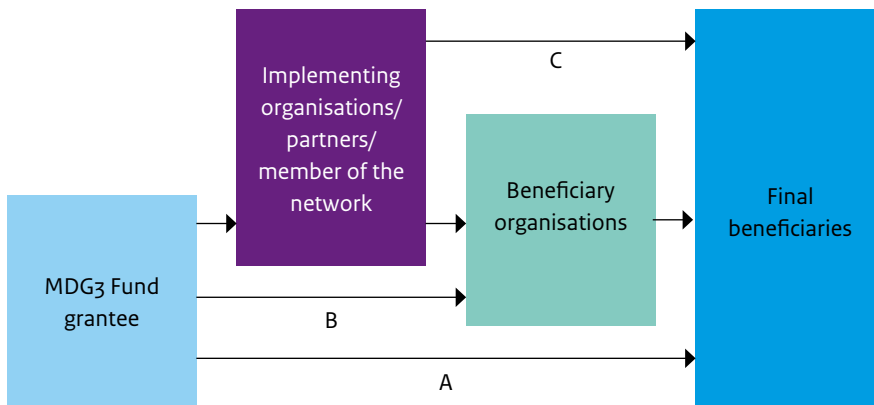 C
Implementing
organisations/
partners/
member of the
network
Beneficiary
organisations
Final
beneficiaries
MDG3 Fund
grantee
B
A